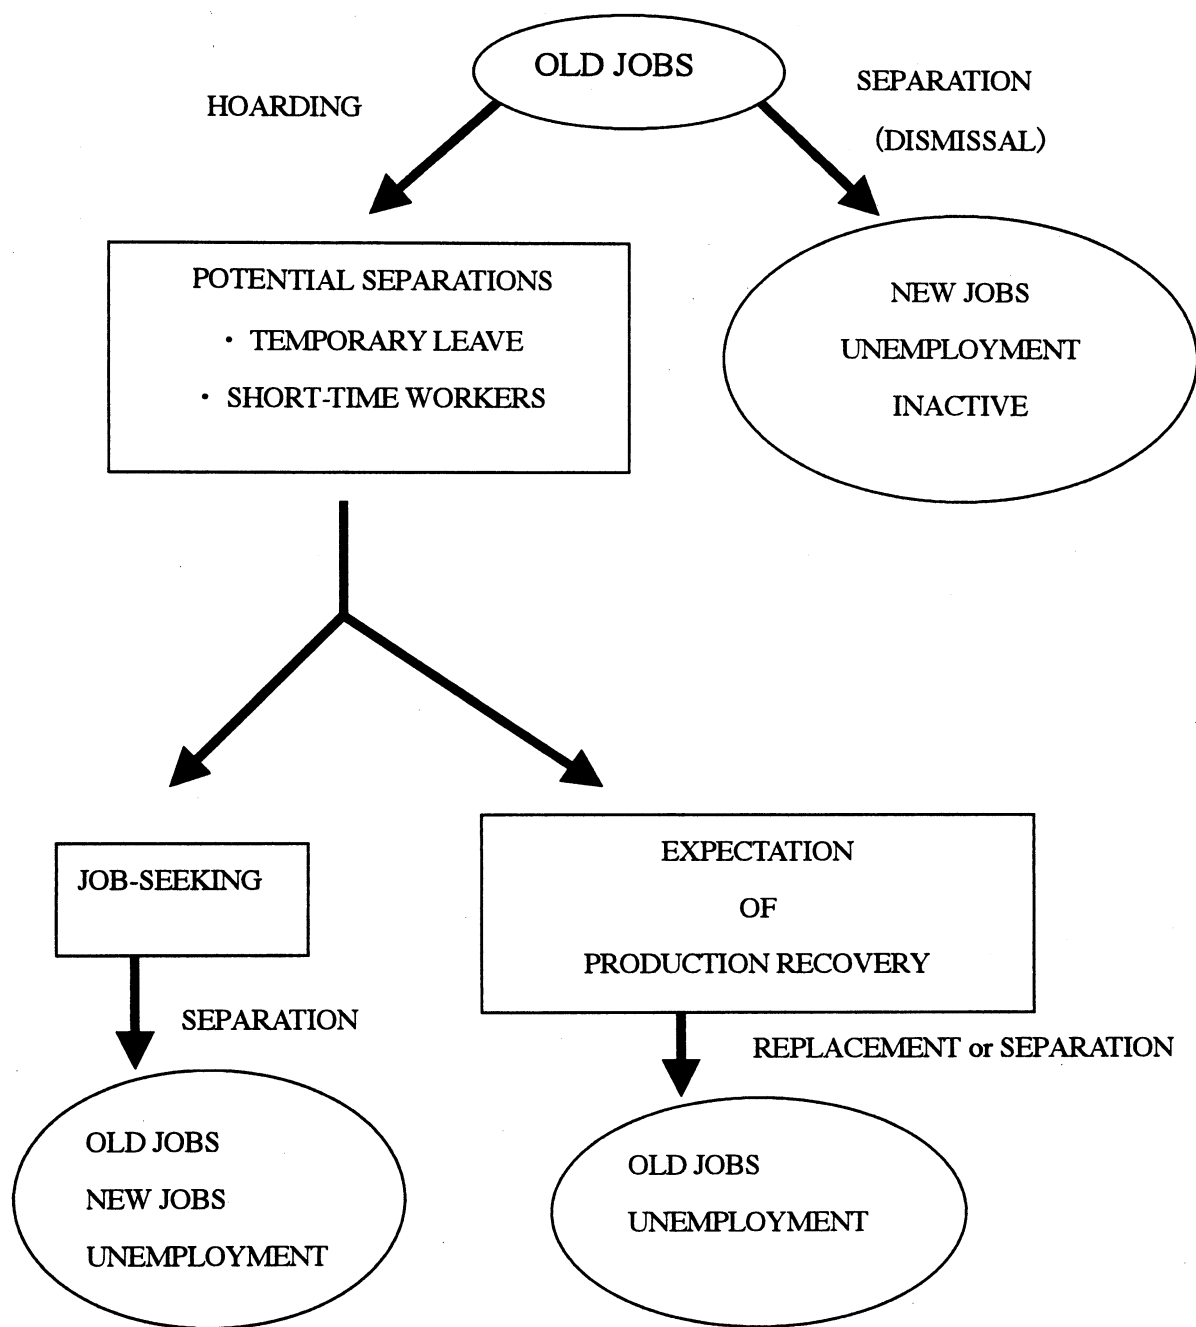 OLD JOBS
HOARDING
SEPARATION
(DISMISSAL)
POTENTIAL SEPARATIONS
・ TEMPORARY LEAVE
・ SHORT-TIME WORKERS
NEW JOBS
UNEMPLOYMENT
INACTIVE
JOB-SEEKING
EXPECTATION
OF
PRODUCTION RECOVERY
SEPARATION
REPLACEMENT or SEPARATION
OLD JOBS
NEW JOBS
UNEMPLOYMENT
OLD JOBS
UNEMPLOYMENT